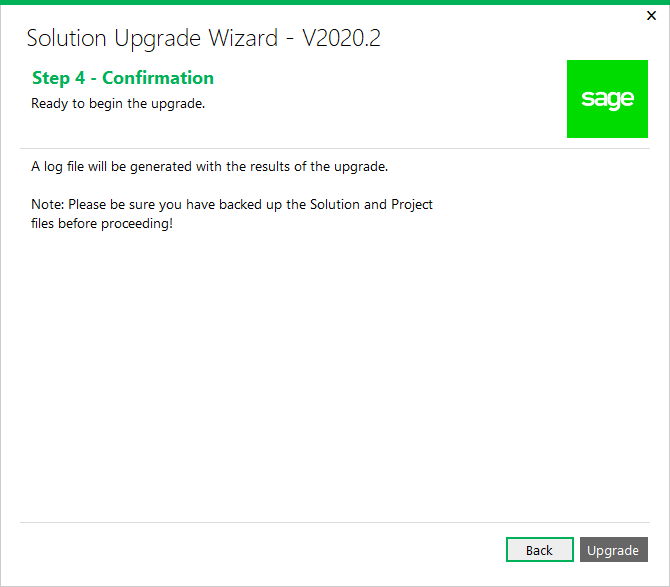 Solution Upgrade Wizard - V2020.2
Step 4 - Confirmation
Ready to begin the upgrade.
sage
A log file will be generated with the results of the upgrade.
Note: Please be sure you have backed up the Solution and Project
files before proceeding!
Back
Upgrade